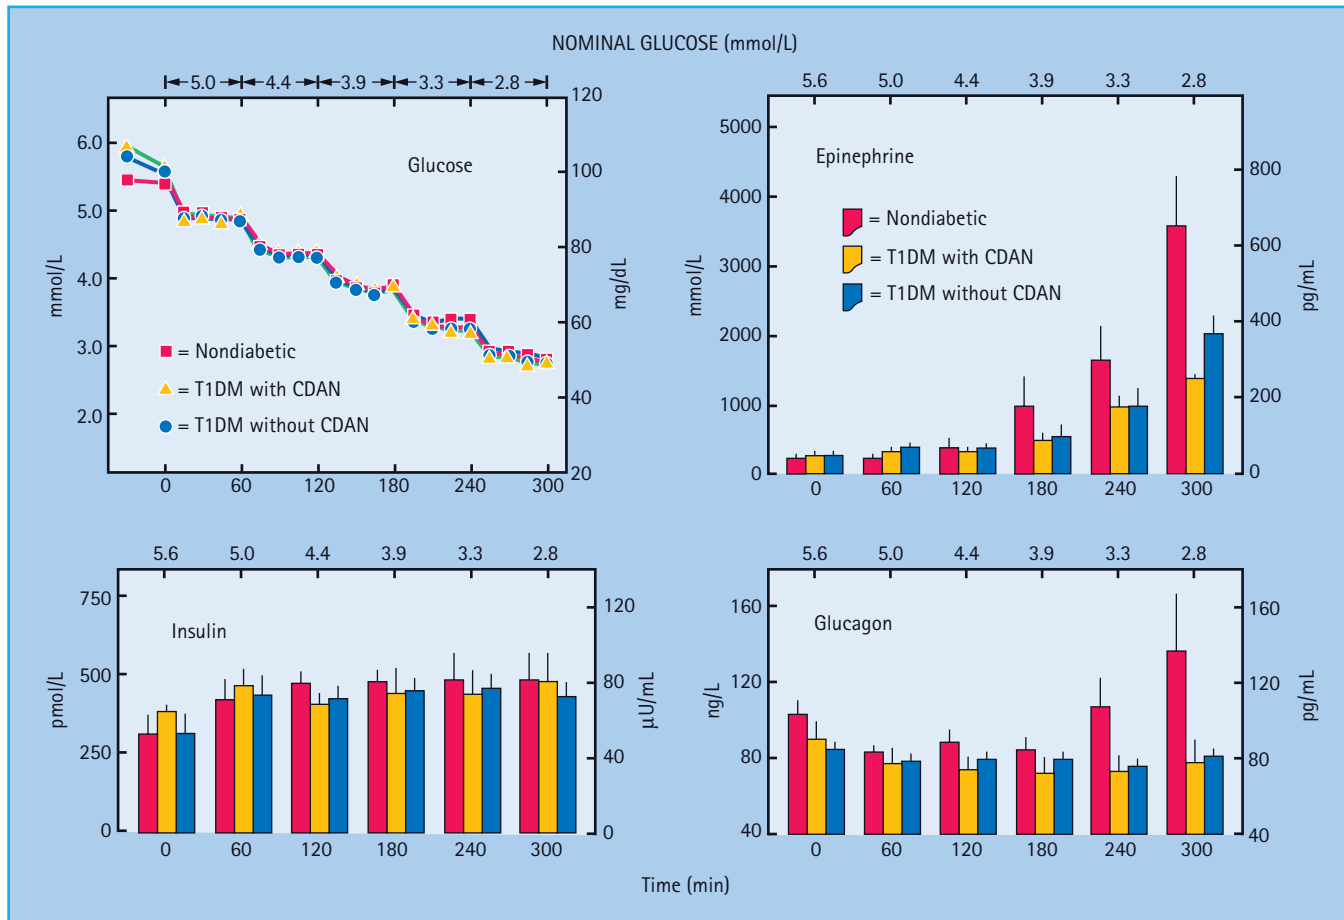 NOMINAL GLUCOSE (mmol/L)
5.0 4.4 3.9 3.3 2.8
6.0
5.0
4.0
3.0
2.0
mmol/L
Glucose
= Nondiabetic
= T1DM with CDAN
= T1DM without CDAN
120
100
80
60
40
20
mg/dL
0 60 120 180 240 300
5.6 5.0 4.4 3.9 3.3 2.8
5000
4000
3000
2000
1000
0
mmol/L
Epinephrine
= Nondiabetic
= T1DM with CDAN
= T1DM without CDAN
800
600
400
200
0
pg/mL
0 60 120 180 240 300
5.6 5.0 4.4 3.9 3.3 2.8
750
500
250
0
pmol/L
Insulin
120
80
40
0
µU/mL
0 60 120 180 240 300
5.6 5.0 4.4 3.9 3.3 2.8
160
120
80
40
ng/L
Glucagon
160
120
80
40
pg/mL
0 60 120 180 240 300
Time (min)